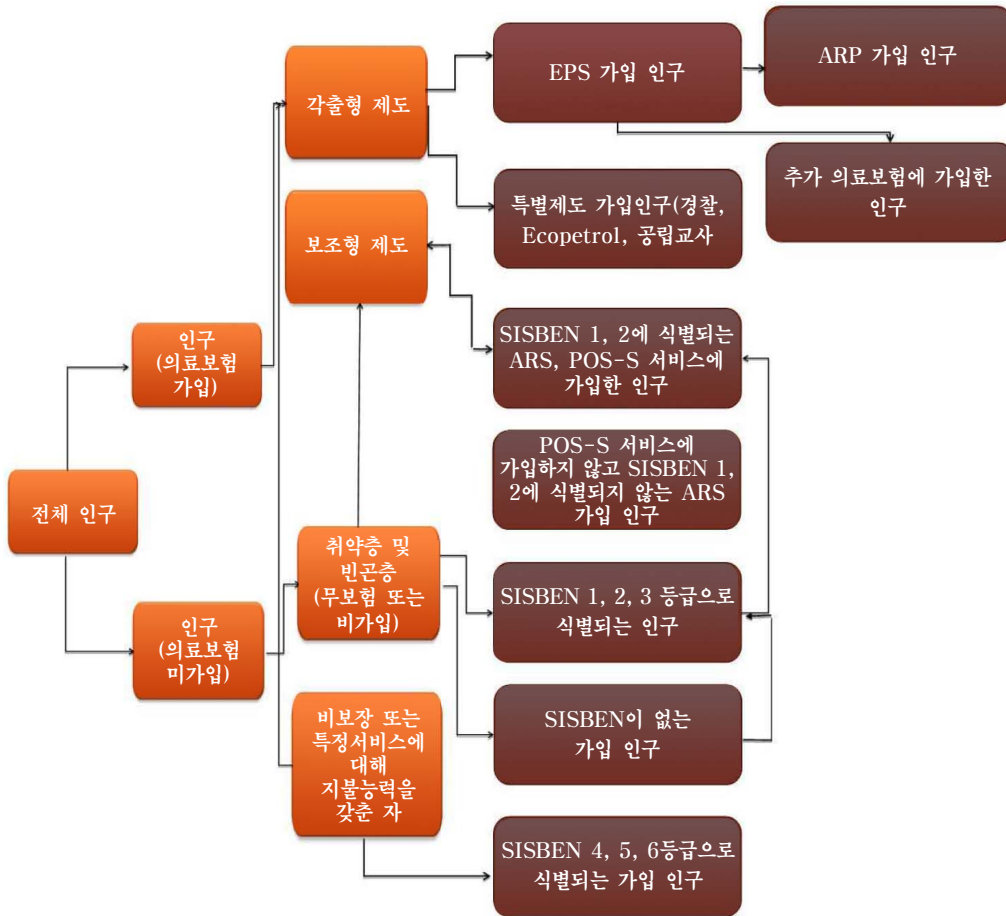 각출형 제도
EPS 가입 인구
ARP 가입 인구
추가 의료보험에 가입한
인구
특별제도 가입인구(경찰,
Ecopetrol, 공립교사
보조형 제도
인구
(의료보험
가입)
SISBEN 1, 2에 식별되는
ARS, POS-S 서비스에
가입한 인구
POS-S 서비스에
가입하지 않고 SISBEN 1,
2에 식별되지 않는 ARS
가입 인구
전체 인구
취약층 및
빈곤층
(무보험 또는
비가입)
SISBEN 1, 2, 3 등급으로
식별되는 인구
인구
(의료보험
미가입)
SISBEN이 없는
가입 인구
비보장 또는
특정서비스에
대해
지불능력을
갖춘 자
SISBEN 4, 5, 6등급으로
식별되는 가입 인구